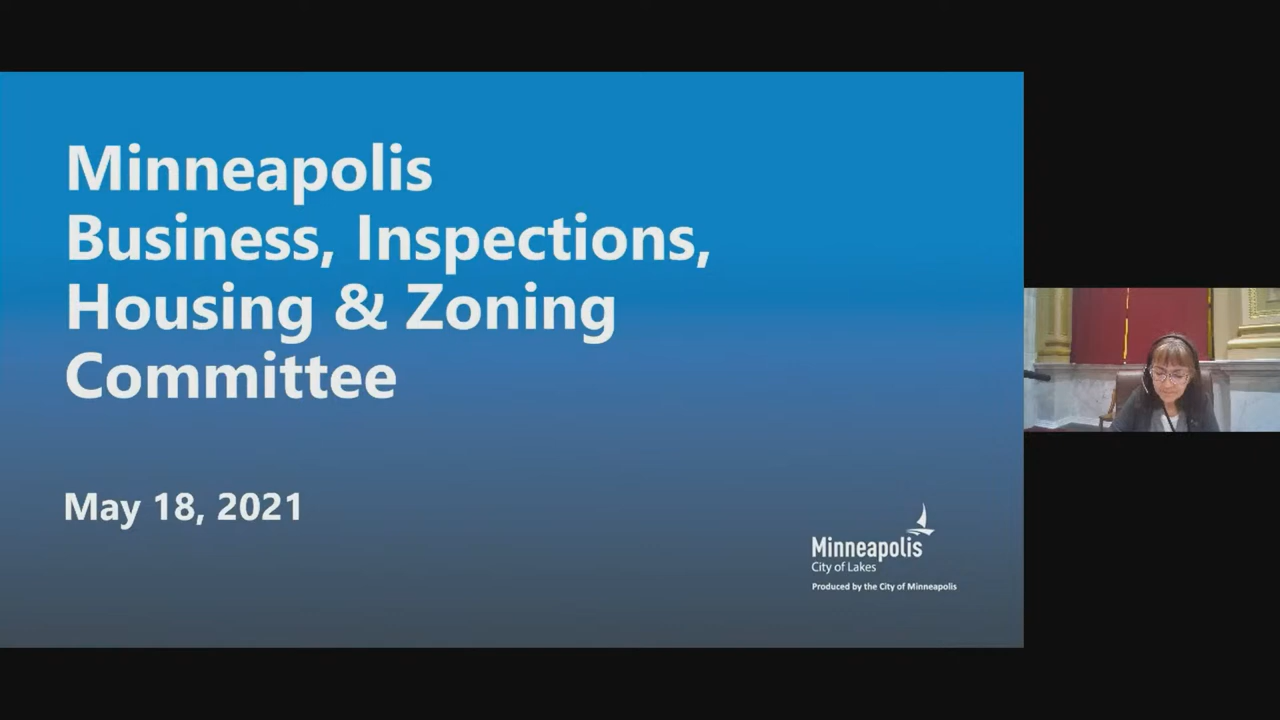 Minneapolis
Business, Inspections,
Housing & Zoning
Committee
May 18, 2021
Minneapolis
City of Lakes
Produced by the City of Minneapolis